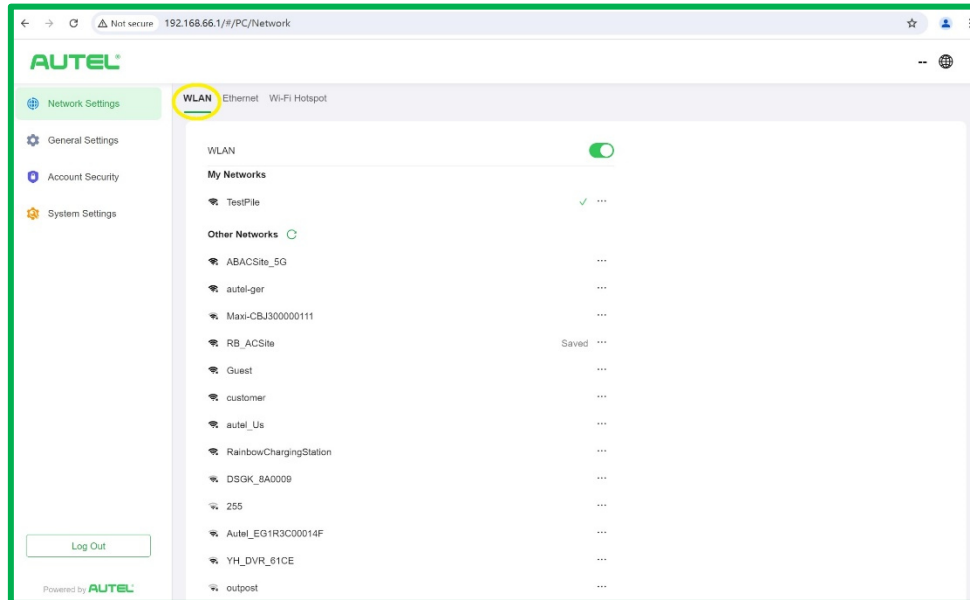 Not secure 192.168.66.1/#/PC/Network
AUTEL
--
Network Settings
General Settings
Account Security
System Settings
WLAN Ethernet Wi-Fi Hotspot
WLAN
My Networks
TestPile
Other Networks
ABACSite_5G
autel-ger
Maxi-CBJ300000111
RB_ACSite Saved
Guest
customer
autel_Us
RainbowChargingStation
DSGK_8A0009
255
Autel_EG1R3C00014F
YH_DVR_61CE
outpost
Log Out
Powered by AUTEL